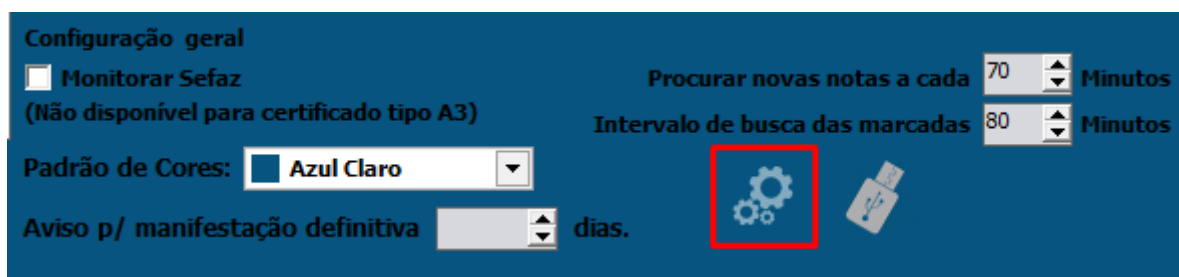 Configuração geral
Monitorar Sefaz
(Não disponível para certificado tipo A3)
Procurar novas notas a cada 70 Minutos
Intervalo de busca das marcadas 80 Minutos
Padrão de Cores: Azul Claro
Aviso p/ manifestação definitiva dias.